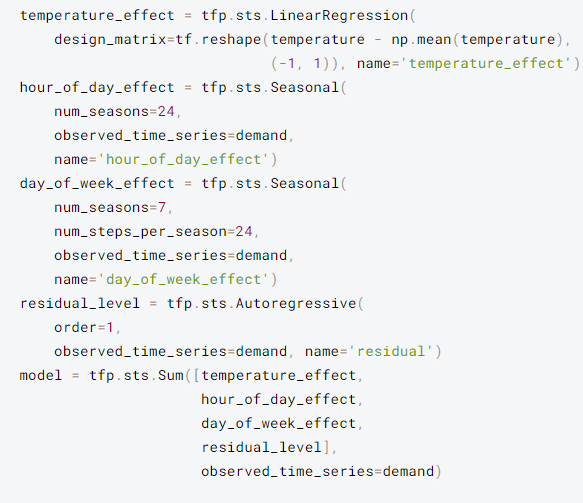 temperature_effect = tfp.sts.LinearRegression(
    design_matrix=tf.reshape(temperature - np.mean(temperature),
                             (-1, 1)), name='temperature_effect')
hour_of_day_effect = tfp.sts.Seasonal(
    num_seasons=24,
    observed_time_series=demand,
    name='hour_of_day_effect')
day_of_week_effect = tfp.sts.Seasonal(
    num_seasons=7,
    num_steps_per_season=24,
    observed_time_series=demand,
    name='day_of_week_effect')
residual_level = tfp.sts.Autoregressive(
    order=1,
    observed_time_series=demand, name='residual')
model = tfp.sts.Sum([temperature_effect,
                     hour_of_day_effect,
                     day_of_week_effect,
                     residual_level],
                     observed_time_series=demand)